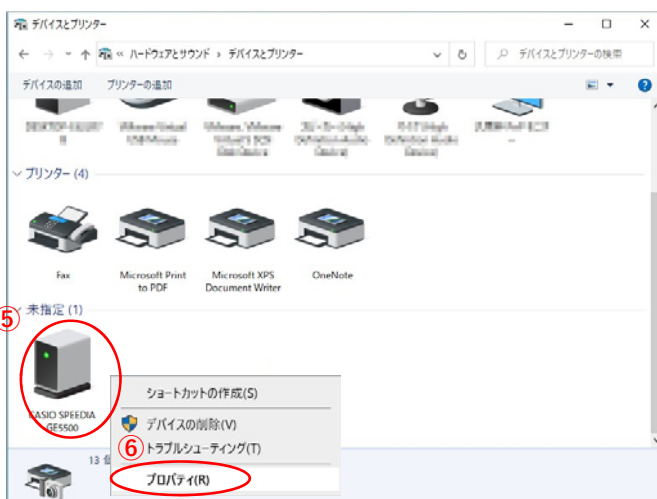 デバイスとプリンター
« ハードウェアとサウンド › デバイスとプリンター
デバイスとプリンターの検索
デバイスの追加 プリンターの追加
プリンター (4)
Fax
Microsoft Print
to PDF
Microsoft XPS
Document Writer
OneNote
未指定 (1)
⑤
CASIO SPEEDIA
GE5500
ショートカットの作成(S)
デバイスの削除(V)
⑥
トラブルシューティング(T)
プロパティ(R)
13 個